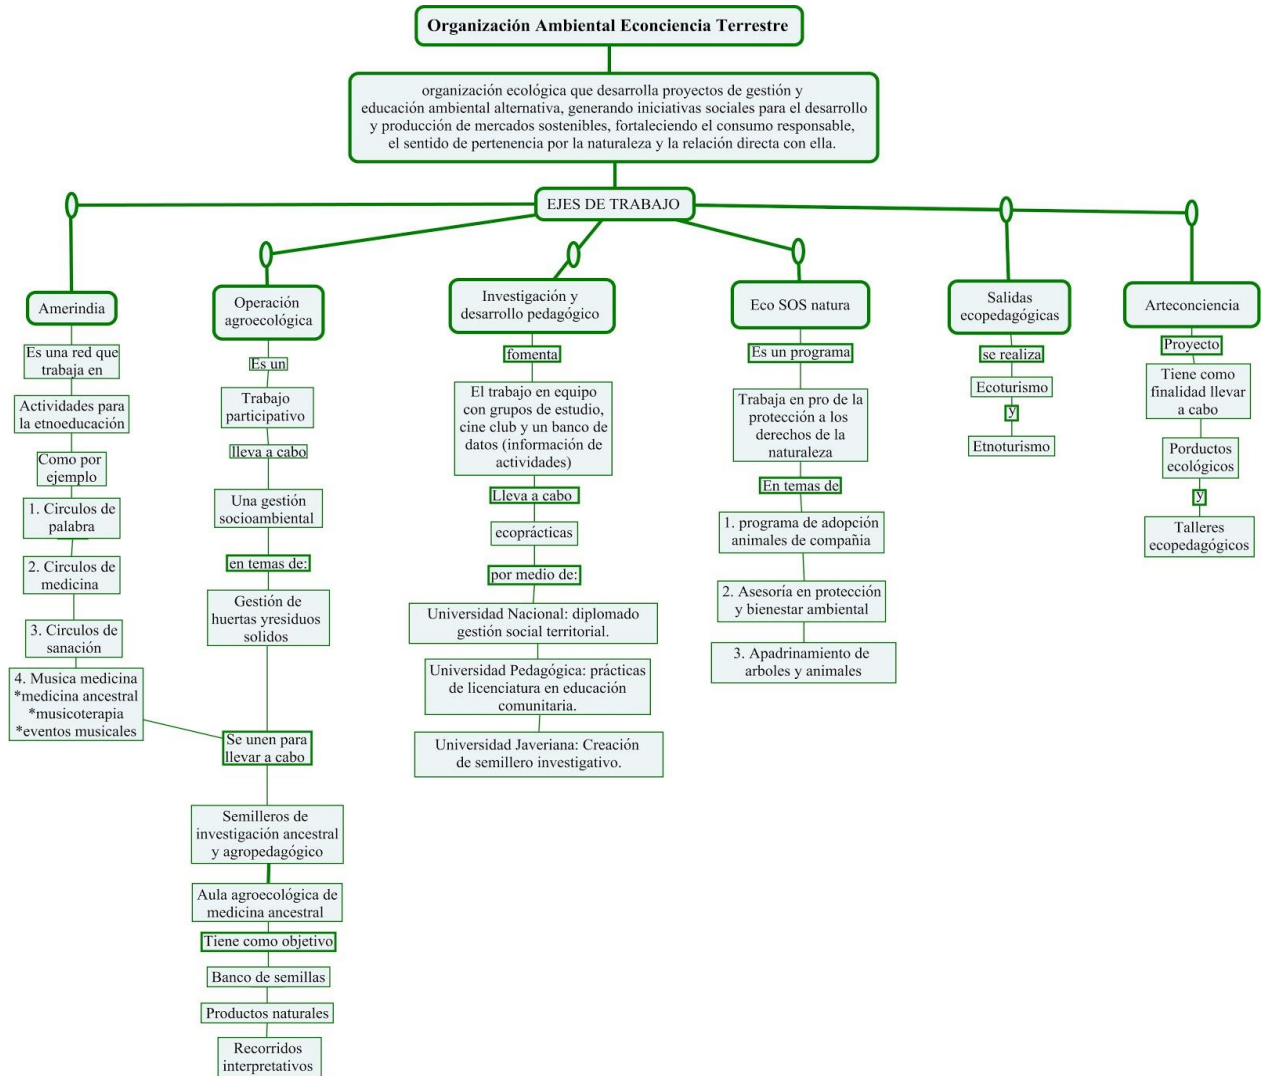 Organización Ambiental Econciencia Terrestre
organización ecológica que desarrolla proyectos de gestión y
educación ambiental alternativa, generando iniciativas sociales para el desarrollo
y producción de mercados sostenibles, fortaleciendo el consumo responsable,
el sentido de pertenencia por la naturaleza y la relación directa con ella.
EJES DE TRABAJO
Amerindia
Es una red que
trabaja en
Actividades para
la etnoeducación
Como por
ejemplo
1. Circulos de
palabra
2. Circulos de
medicina
3. Circulos de
sanación
4. Musica medicina
*medicina ancestral
*musicoterapia
*eventos musicales
Operación
agroecológica
Es un
Trabajo
participativo
lleva a cabo
Una gestión
socioambiental
en temas de:
Gestión de
huertas yresiduos
solidos
Se unen para
llevar a cabo
Semilleros de
investigación ancestral
y agropedagógico
Aula agroecológica de
medicina ancestral
Tiene como objetivo
Banco de semillas
Productos naturales
Recorridos
interpretativos
Investigación y
desarrollo pedagógico
fomenta
El trabajo en equipo
con grupos de estudio,
cine club y un banco de
datos (información de
actividades)
Lleva a cabo
ecoprácticas
por medio de:
Universidad Nacional: diplomado
gestión social territorial.
Universidad Pedagógica: prácticas
de licenciatura en educación
comunitaria.
Universidad Javeriana: Creación
de semillero investigativo.
Eco SOS natura
Es un programa
Trabaja en pro de la
protección a los
derechos de la
naturaleza
En temas de
1. programa de adopción
animales de compañia
2. Asesoría en protección
y bienestar ambiental
3. Apadrinamiento de
arboles y animales
Salidas
ecopedagógicas
se realiza
Ecoturismo
y
Etnoturismo
Arteconciencia
Proyecto
Tiene como
finalidad llevar
a cabo
Porductos
ecológicos
y
Talleres
ecopedagógicos